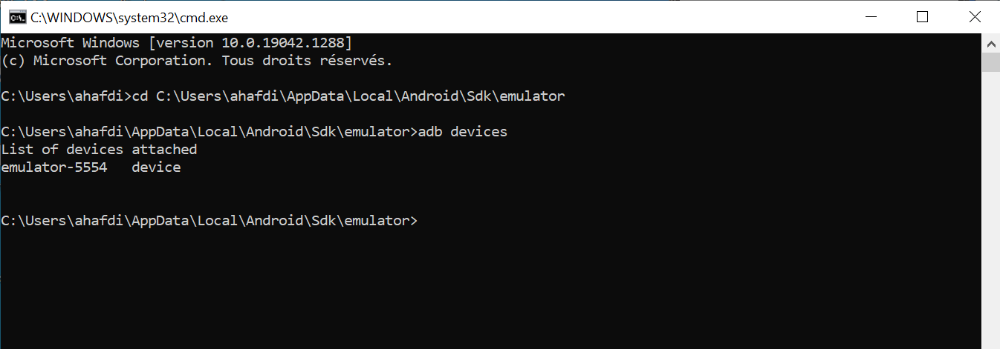 C:\WINDOWS\system32\cmd.exe
Microsoft Windows [version 10.0.19042.1288]
(c) Microsoft Corporation. Tous droits réservés.
C:\Users\ahafdi>cd C:\Users\ahafdi\AppData\Local\Android\Sdk\emulator
C:\Users\ahafdi\AppData\Local\Android\Sdk\emulator>adb devices
List of devices attached
emulator-5554   device
C:\Users\ahafdi\AppData\Local\Android\Sdk\emulator>